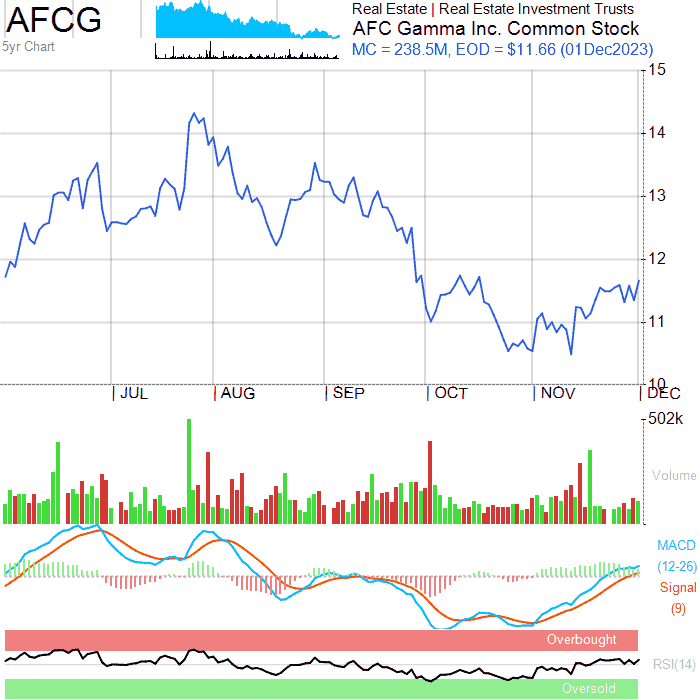 AFCG
5yr Chart
Real Estate | Real Estate Investment Trusts
AFC Gamma Inc. Common Stock
MC = 238.5M, EOD = $11.66 (01Dec2023)
15
14
13
12
11
10
JUL AUG SEP OCT NOV DEC
502k
Volume
MACD
(12-26)
Signal
(9)
Overbought
RSI(14)
Oversold